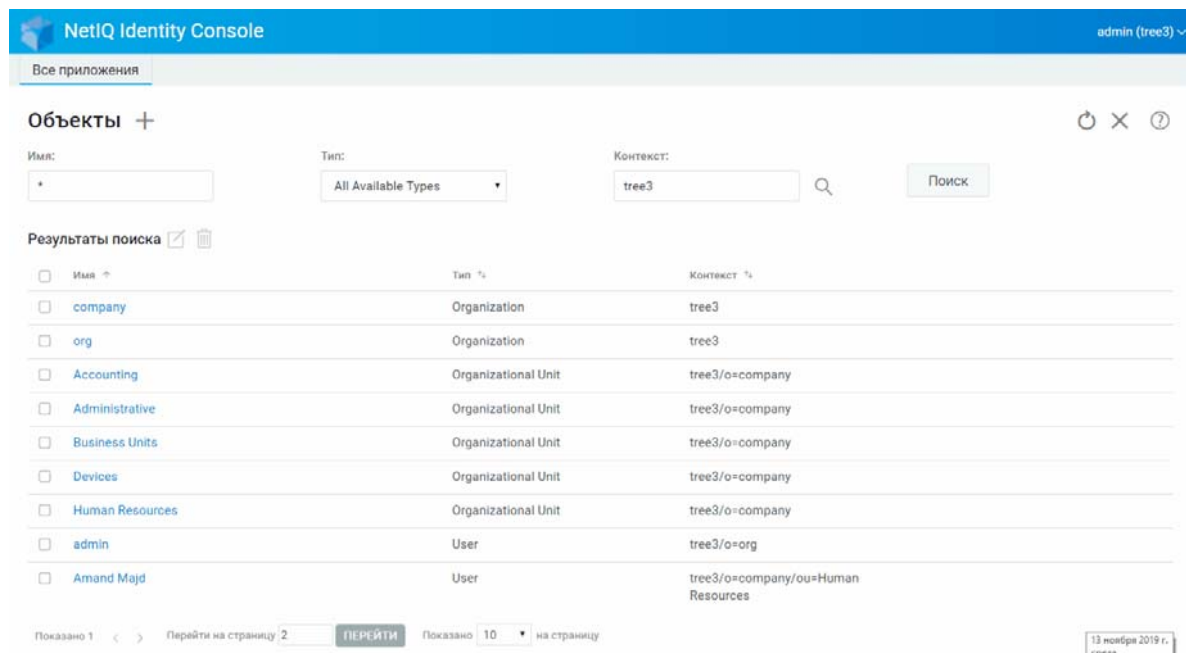 NetIQ Identity Console
admin (tree3)
Все приложения
Объекты
Имя: Тип: Контекст:
* All Available Types tree3 Поиск
Результаты поиска
Имя Тип Контекст
company Organization tree3
org Organization tree3
Accounting Organizational Unit tree3/o=company
Administrative Organizational Unit tree3/o=company
Business Units Organizational Unit tree3/o=company
Devices Organizational Unit tree3/o=company
Human Resources Organizational Unit tree3/o=company
admin User tree3/o=org
Amand Majd User tree3/o=company/ou=Human
Resources
Показано 1 < > Перейти на страницу 2 ПЕРЕЙТИ Показано 10 на страницу
13 ноября 2019 г.